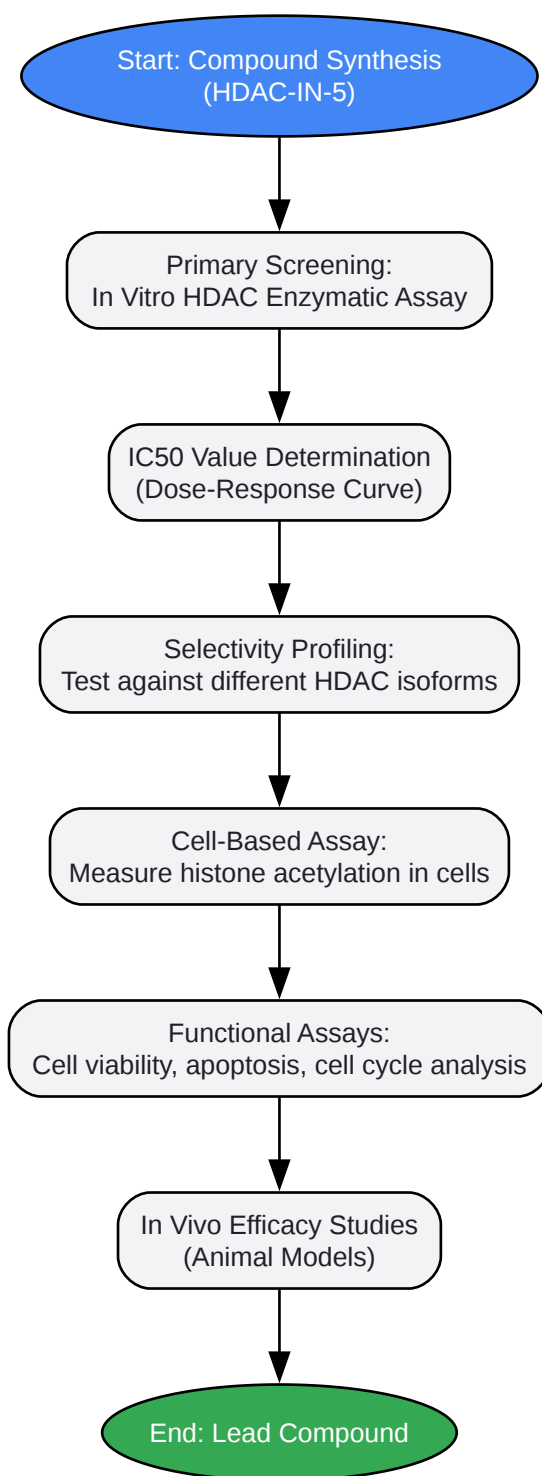 Start: Compound Synthesis
(HDAC-IN-5)
Primary Screening:
In Vitro HDAC Enzymatic Assay
IC50 Value Determination
(Dose-Response Curve)
Selectivity Profiling:
Test against different HDAC isoforms
Cell-Based Assay:
Measure histone acetylation in cells
Functional Assays:
Cell viability, apoptosis, cell cycle analysis
In Vivo Efficacy Studies
(Animal Models)
End: Lead Compound